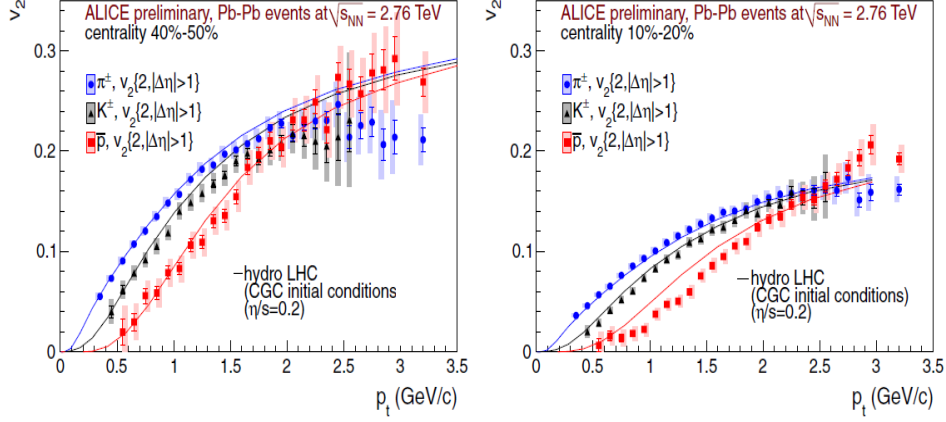 ALICE preliminary, Pb-Pb events at √sNN = 2.76 TeV
centrality 40%-50%
π±, v2{2,|Δη|>1}
K±, v2{2,|Δη|>1}
p̅, v2{2,|Δη|>1}
hydro LHC
(CGC initial conditions
(η/s=0.2)
v2
0.3
0.2
0.1
0
0 0.5 1 1.5 2 2.5 3 3.5
pt (GeV/c)
ALICE preliminary, Pb-Pb events at √sNN = 2.76 TeV
centrality 10%-20%
π±, v2{2,|Δη|>1}
K±, v2{2,|Δη|>1}
p̅, v2{2,|Δη|>1}
hydro LHC
(CGC initial conditions)
(η/s=0.2)
v2
0.3
0.2
0.1
0
0 0.5 1 1.5 2 2.5 3 3.5
pt (GeV/c)